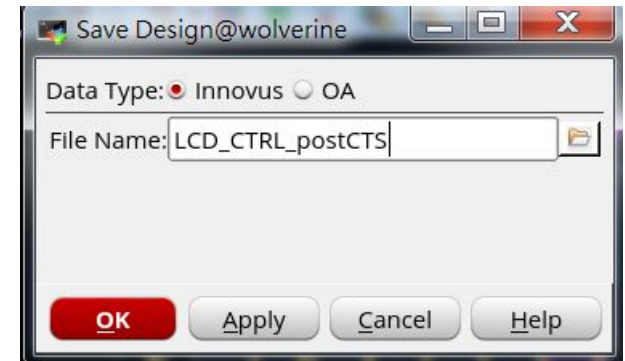 Save Design@wolverine
Data Type: Innovus OA
File Name: LCD_CTRL_postCTS
OK Apply Cancel Help